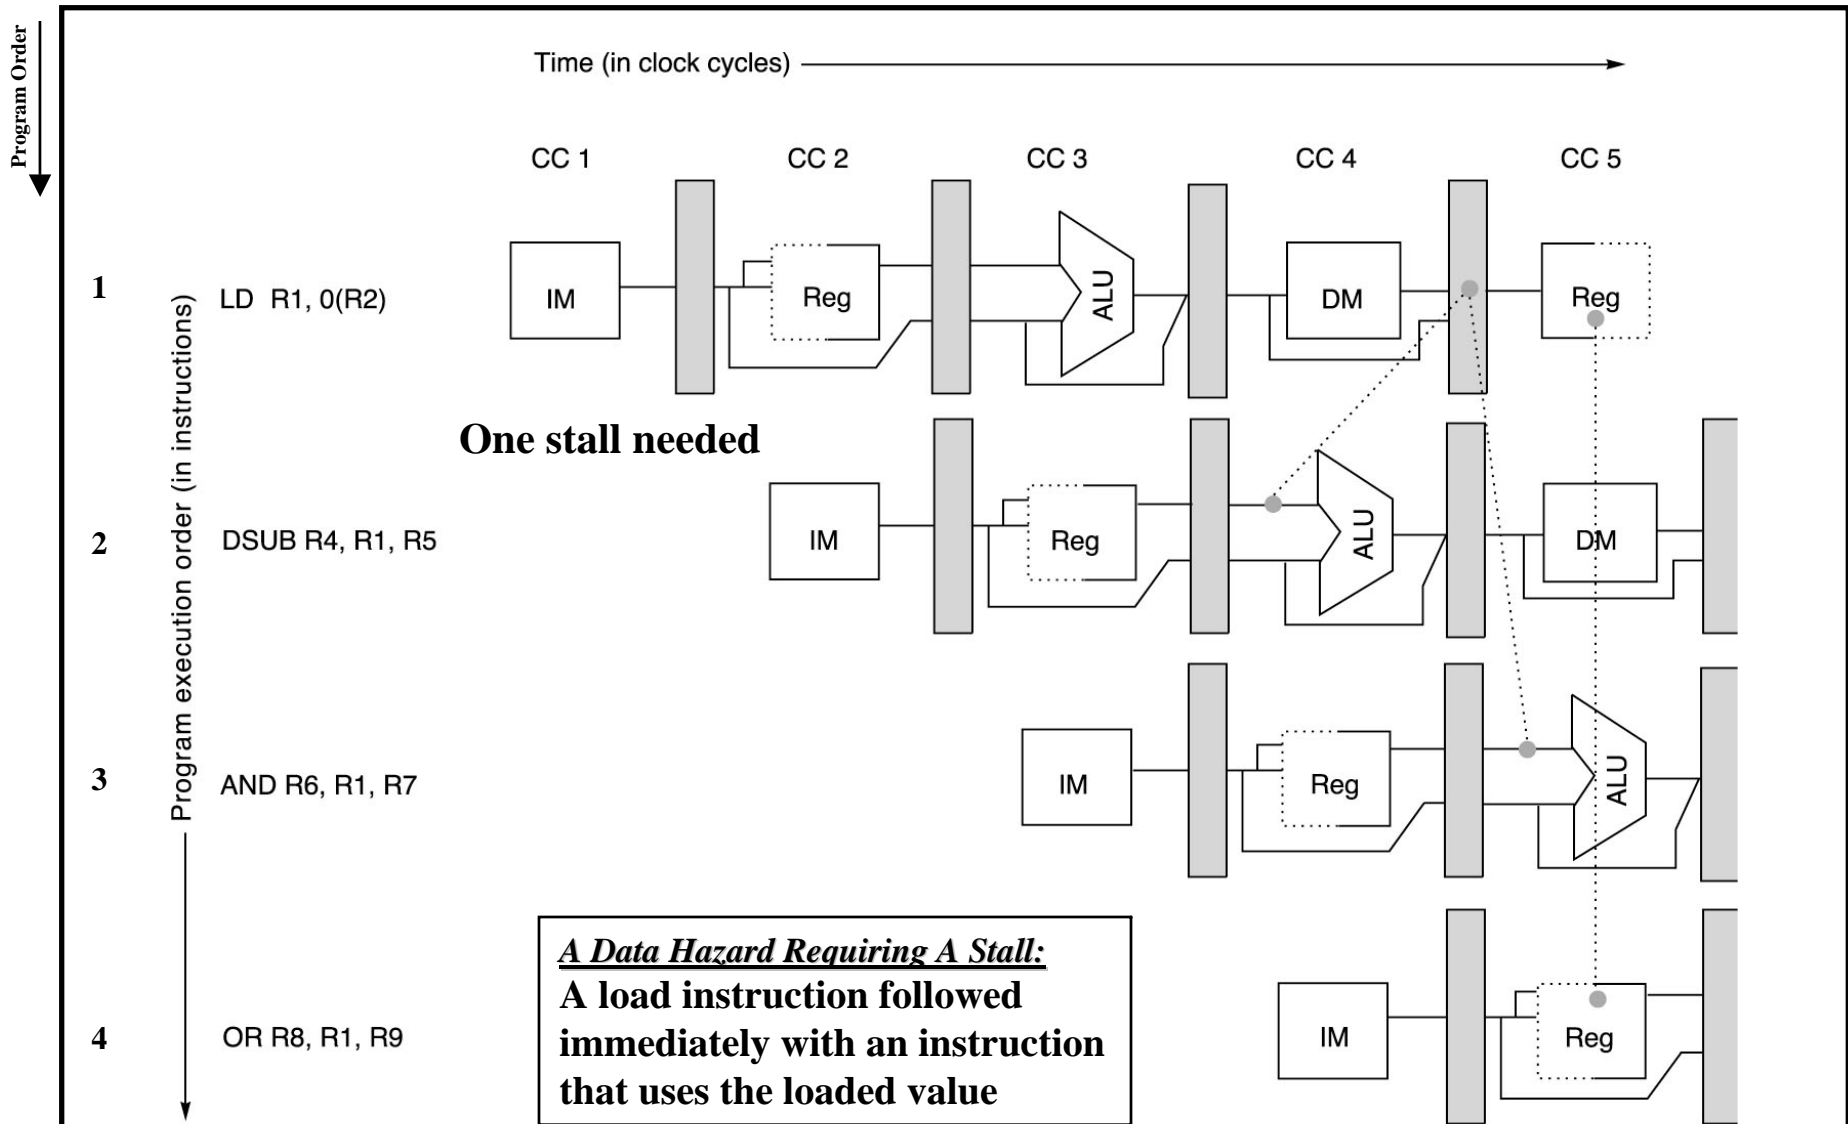 Program Order
Time (in clock cycles)
CC 1 CC 2 CC 3 CC 4 CC 5
Program execution order (in instructions)
1 LD R1, 0(R2) IM Reg ALU DM Reg
One stall needed
2 DSUB R4, R1, R5 IM Reg ALU DM
3 AND R6, R1, R7 IM Reg ALU
4 OR R8, R1, R9 IM Reg
A Data Hazard Requiring A Stall:
A load instruction followed
immediately with an instruction
that uses the loaded value